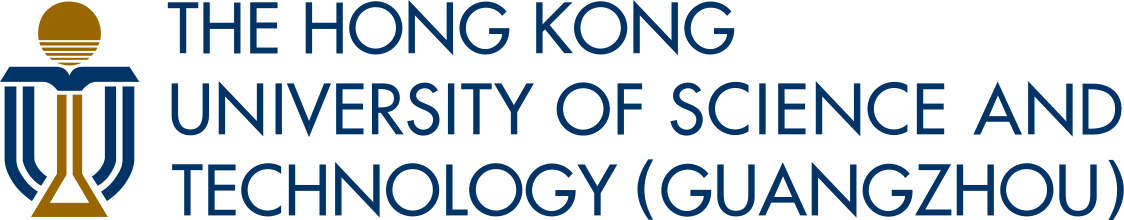 THE HONG KONG
UNIVERSITY OF SCIENCE AND
TECHNOLOGY (GUANGZHOU)